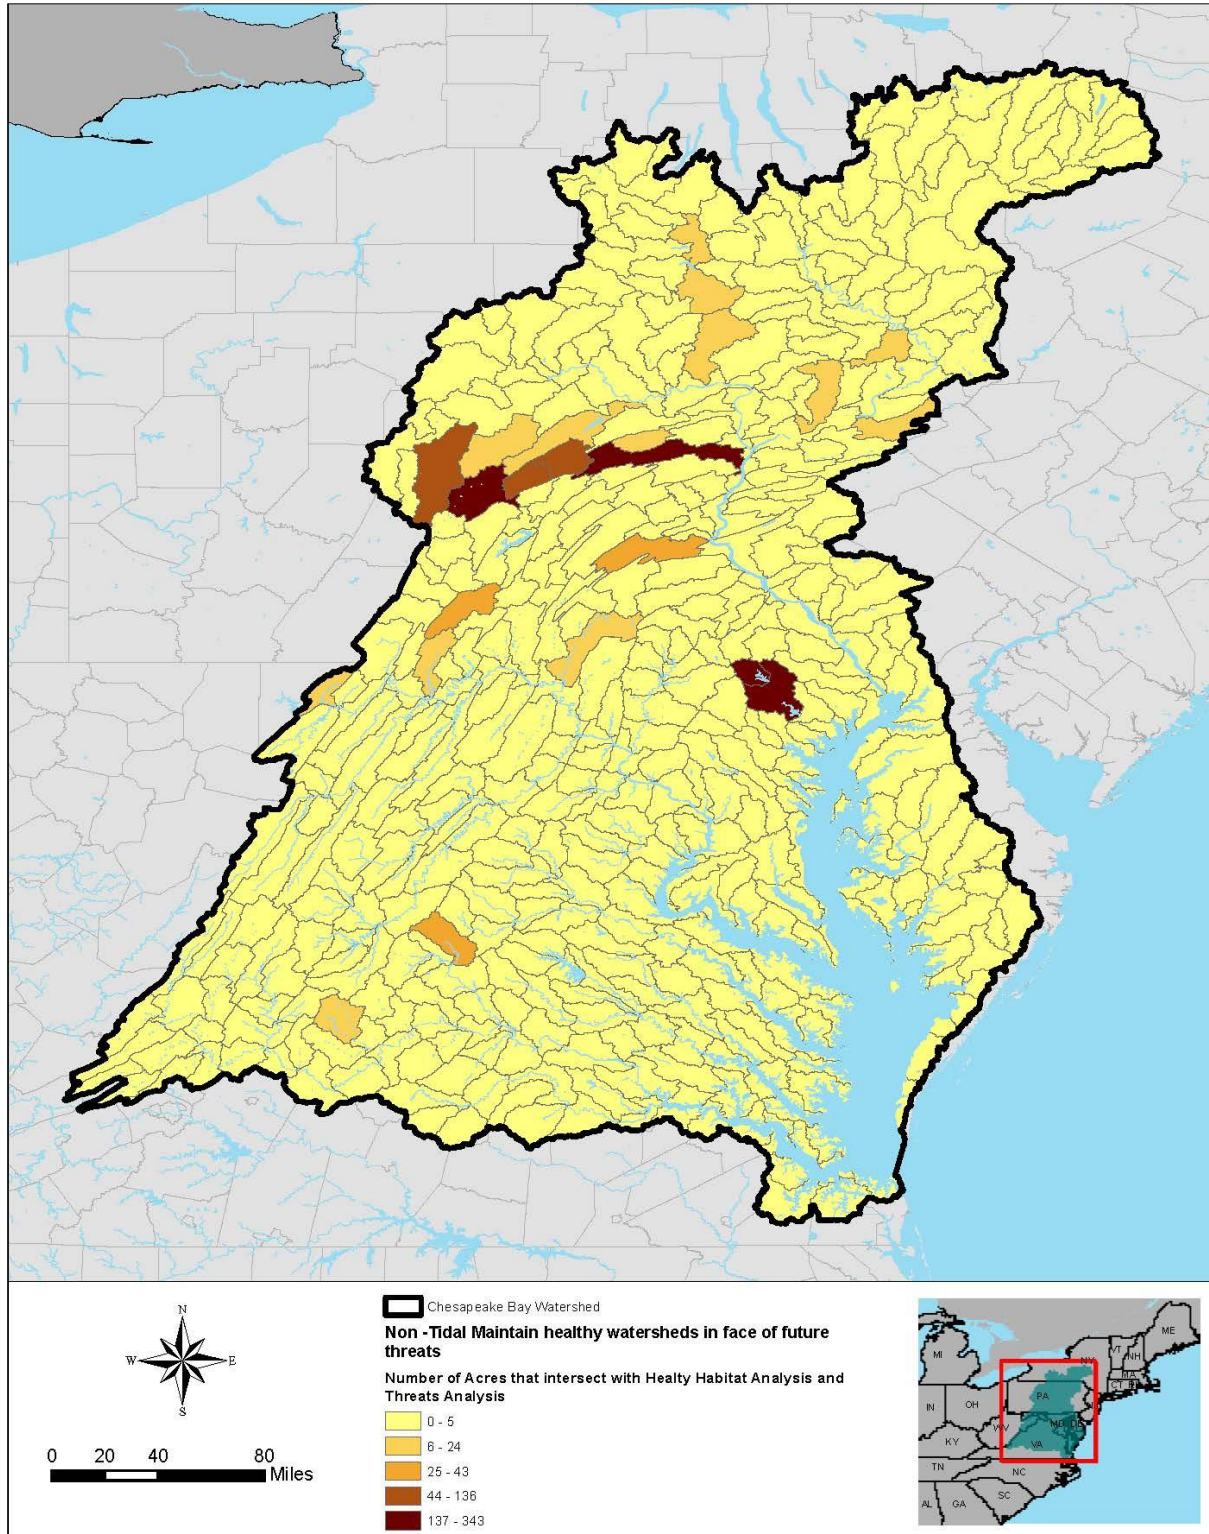 N
W
E
S
0
20
40
80
Miles
Chesapeake Bay Watershed
Non -Tidal Maintain healthy watersheds in face of future
threats
Number of Acres that intersect with Healty Habitat Analysis and
Threats Analysis
0 - 5
6 - 24
25 - 43
44 - 136
137 - 343
ME
VT
NH
NY
MI
MA
CT
PA
IN
OH
MD
WV
KY
VA
TN
NC
SC
AL
GA